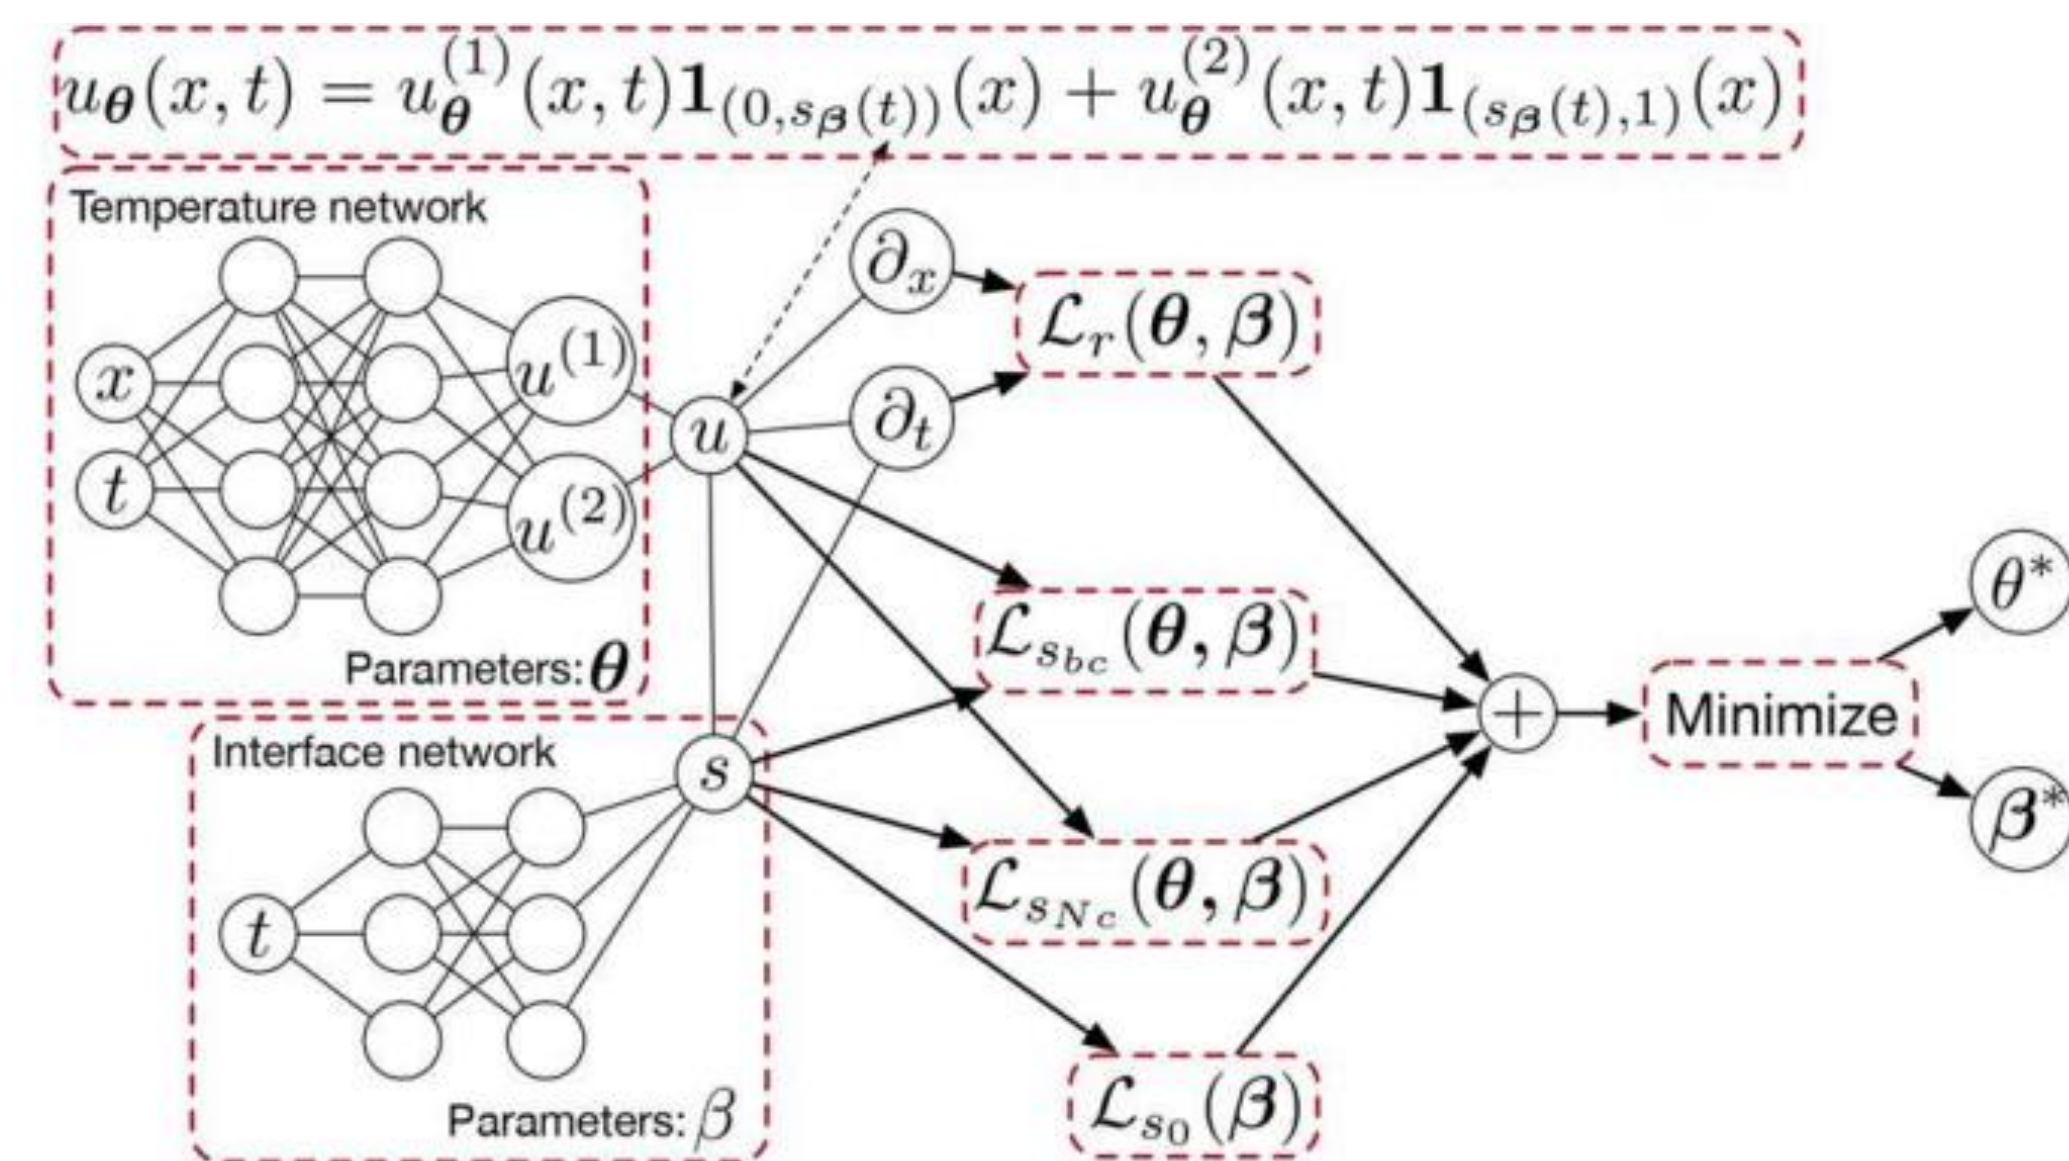 u_θ(x, t) = u_θ^(1)(x, t)1_(0,s_β(t))(x) + u_θ^(2)(x, t)1_(s_β(t),1)(x)
Temperature network
x
t
u^(1)
u^(2)
Parameters: θ
u
∂_x
∂_t
ℒ_r(θ, β)
ℒ_s_bc(θ, β)
Interface network
t
s
Parameters: β
ℒ_s_Nc(θ, β)
ℒ_s_0(β)
+
Minimize
θ*
β*